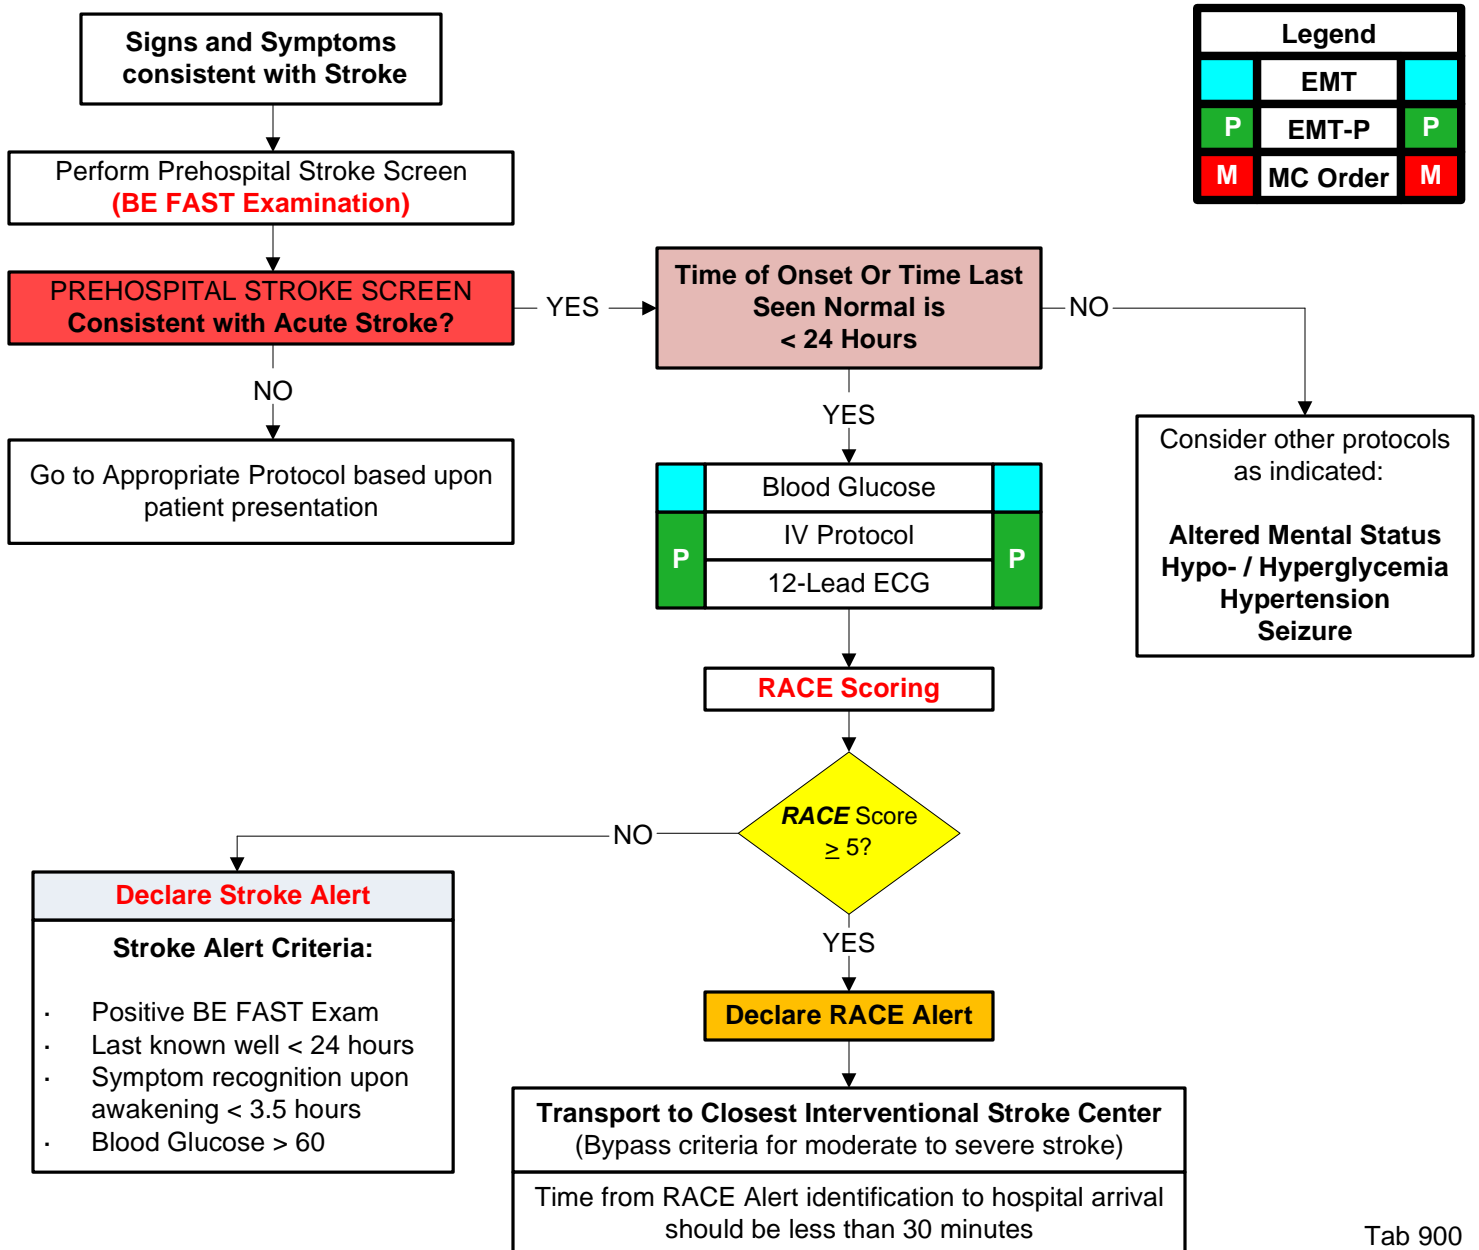 Signs and Symptoms
consistent with Stroke
Legend
EMT
P EMT-P P
M MC Order M
Perform Prehospital Stroke Screen
(BE FAST Examination)
PREHOSPITAL STROKE SCREEN
Consistent with Acute Stroke?
YES
Time of Onset Or Time Last
Seen Normal is
< 24 Hours
NO
NO
YES
Go to Appropriate Protocol based upon
patient presentation
Consider other protocols
as indicated:
Altered Mental Status
Hypo- / Hyperglycemia
Hypertension
Seizure
Blood Glucose
P IV Protocol P
12-Lead ECG
RACE Scoring
RACE Score
≥ 5?
NO
YES
Declare Stroke Alert
Stroke Alert Criteria:
· Positive BE FAST Exam
· Last known well < 24 hours
· Symptom recognition upon
awakening < 3.5 hours
· Blood Glucose > 60
Declare RACE Alert
Transport to Closest Interventional Stroke Center
(Bypass criteria for moderate to severe stroke)
Time from RACE Alert identification to hospital arrival
should be less than 30 minutes
Tab 900